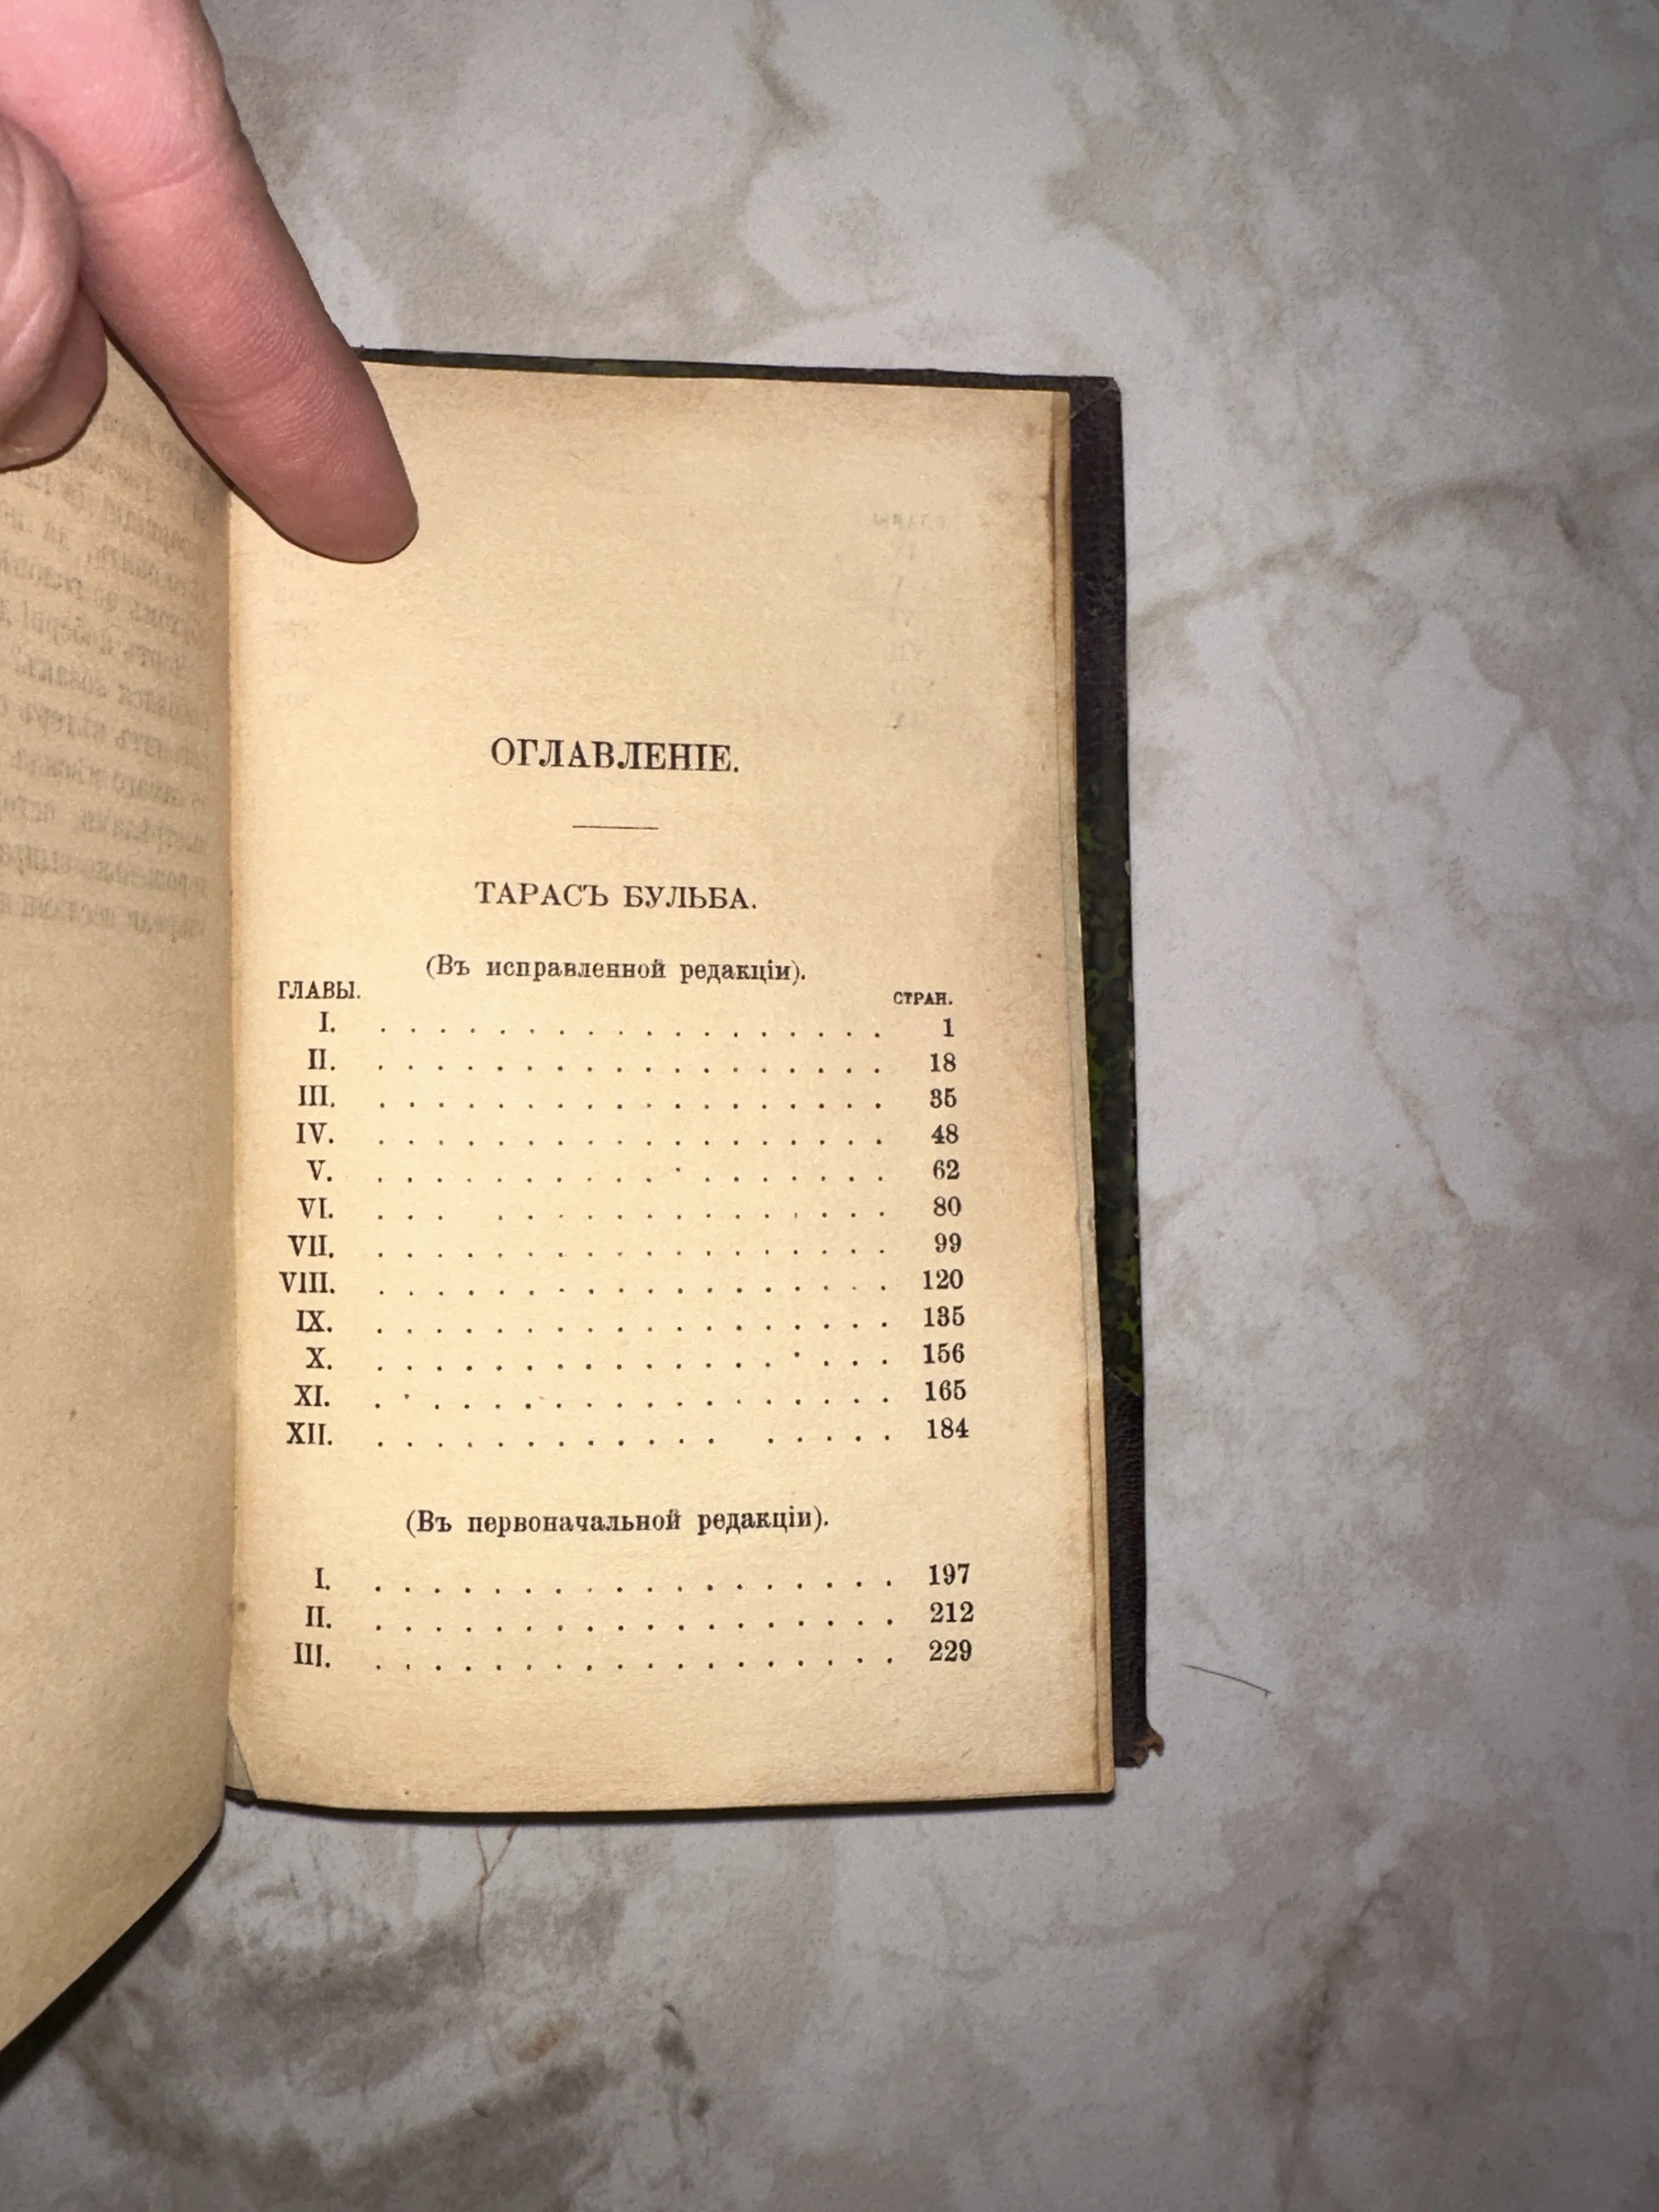 ОГЛАВЛЕНІЕ.
ТАРАСЪ БУЛЬБА.
(Въ исправленной редакціи).
ГЛАВЫ. СТРАН.
I. . . . . . . . . . . . . . . . . . . 1
II. . . . . . . . . . . . . . . . . . . 18
III. . . . . . . . . . . . . . . . . . . 35
IV. . . . . . . . . . . . . . . . . . . 48
V. . . . . . . . . . . . . . . . . . . 62
VI. . . . . . . . . . . . . . . . . . 80
VII. . . . . . . . . . . . . . . . . . . 99
VIII. . . . . . . . . . . . . . . . . . . 120
IX. . . . . . . . . . . . . . . . . . . 135
X. . . . . . . . . . . . . . . . . . . 156
XI. . . . . . . . . . . . . . . . . . . 165
XII. . . . . . . . . . . . . . . . . . 184
(Въ первоначальной редакціи).
I. . . . . . . . . . . . . . . . . . . 197
II. . . . . . . . . . . . . . . . . . . 212
III. . . . . . . . . . . . . . . . . . . 229